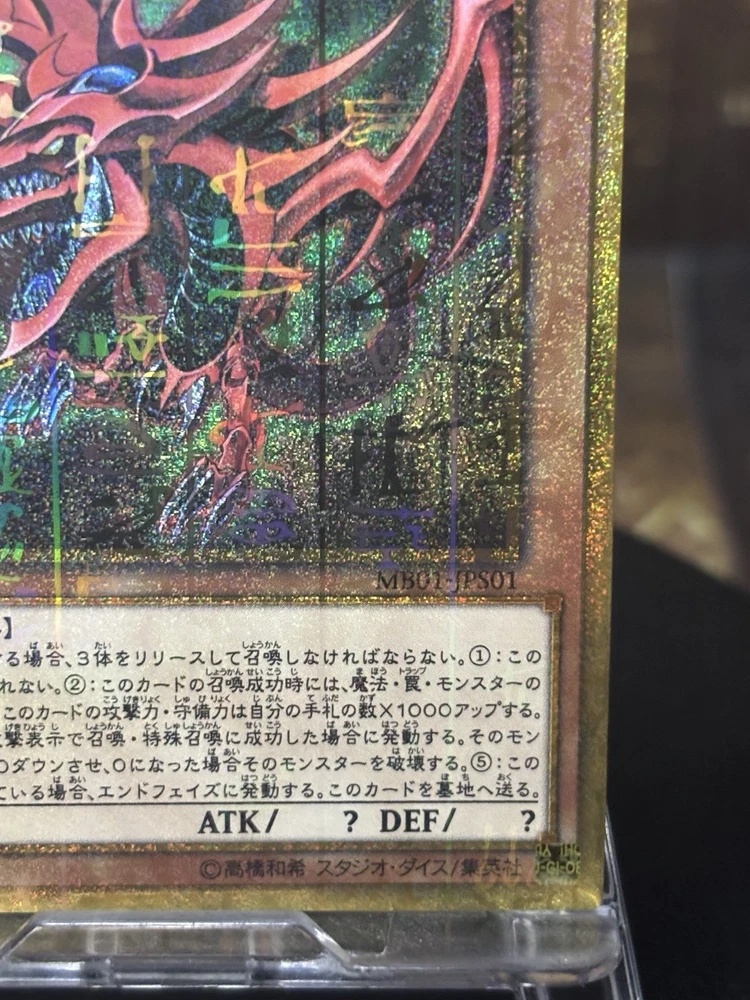 MB01-JPS01
】
る場合、3体をリリースして召喚しなければならない。①：この
れない。②：このカードの召喚成功時には、魔法・罠・モンスターの
このカードの攻撃力・守備力は自分の手札の数×1000アップする。
撃表示で召喚・特殊召喚に成功した場合に発動する。そのモン
0ダウンさせ、0になった場合そのモンスターを破壊する。⑤：この
ている場合、エンドフェイズに発動する。このカードを墓地へ送る。
ATK/ ? DEF/ ?
©高橋和希 スタジオ・ダイス/集英社